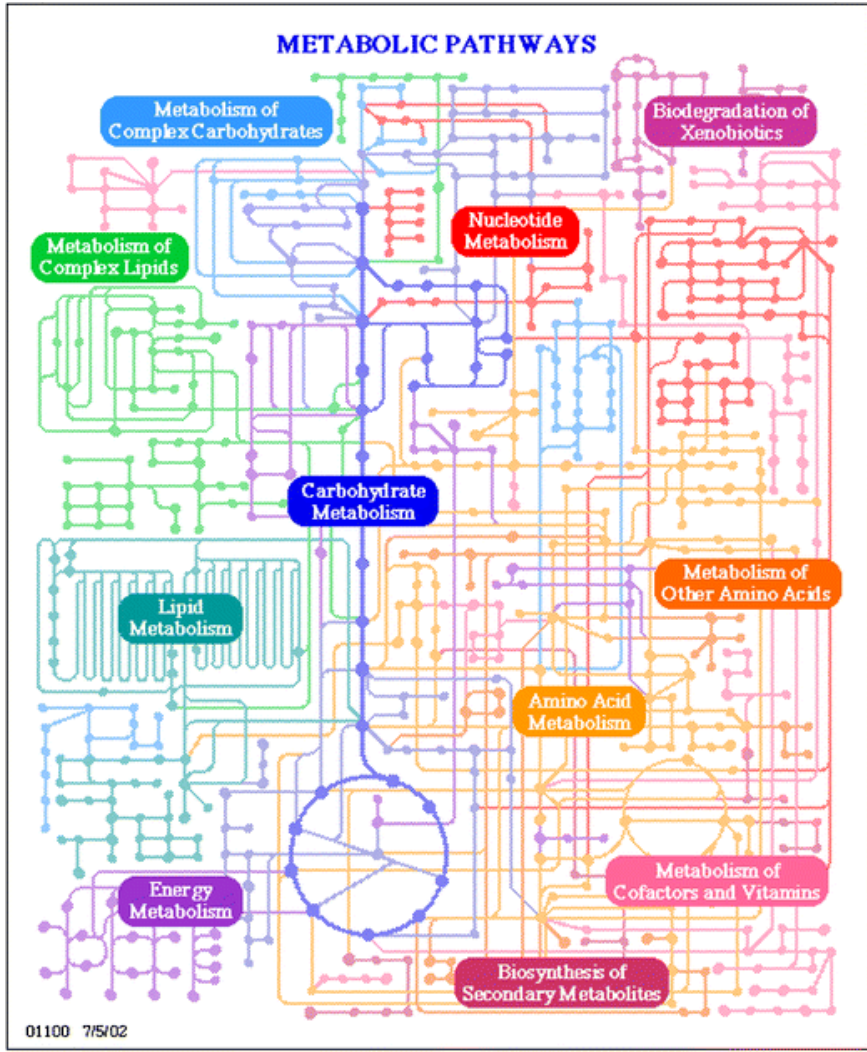 METABOLIC PATHWAYS
Metabolism of
Complex Carbohydrates
Biodegradation of
Xenobiotics
Nucleotide
Metabolism
Metabolism of
Complex Lipids
Carbohydrate
Metabolism
Metabolism of
Other Amino Acids
Lipid
Metabolism
Amino Acid
Metabolism
Metabolism of
Cofactors and Vitamins
Energy
Metabolism
Biosynthesis of
Secondary Metabolites
01100 7/5/02